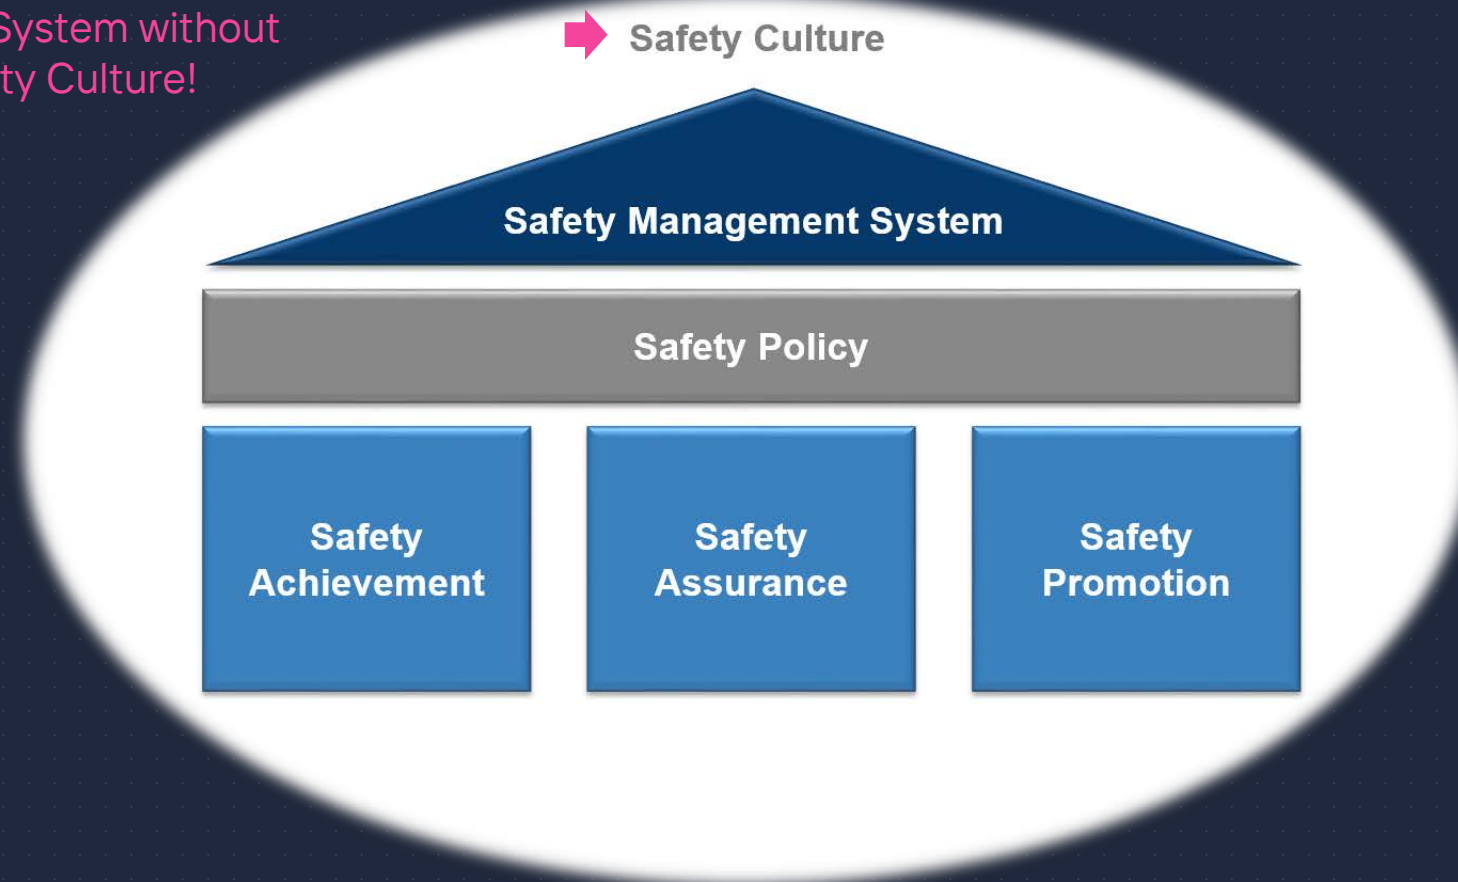 System without
ty Culture!
Safety Culture
Safety Management System
Safety Policy
Safety
Achievement
Safety
Assurance
Safety
Promotion